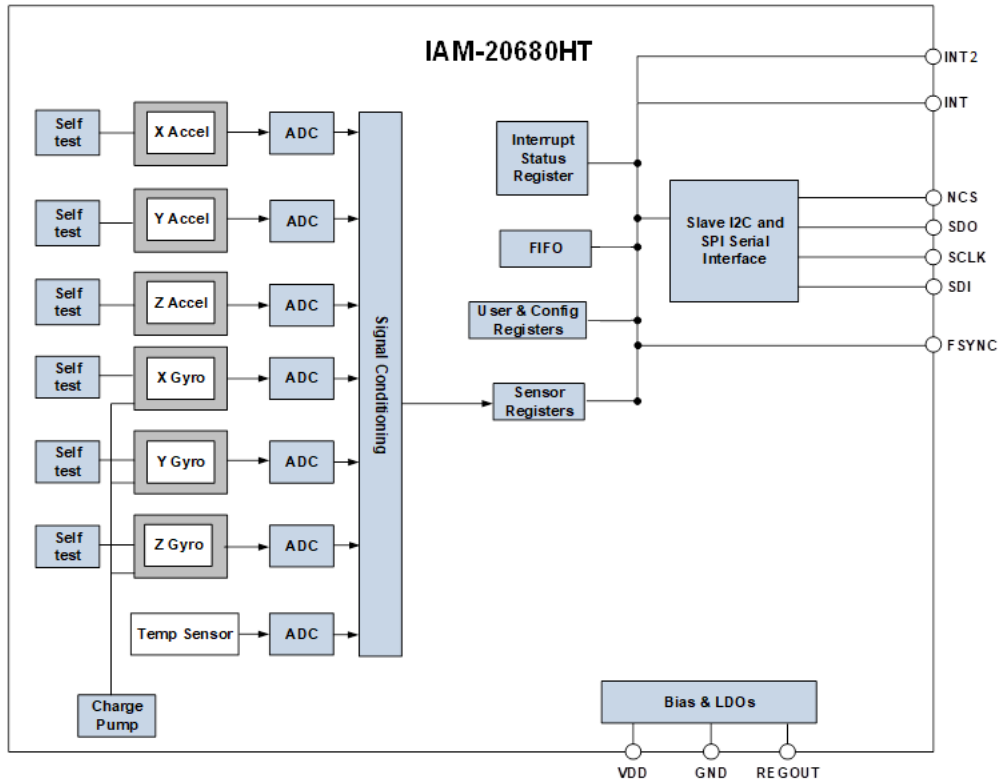 IAM-20680HT
INT2
INT
Self
test
X Accel
ADC
Interrupt
Status
Register
Self
test
Y Accel
ADC
NCS
Slave I2C and
SPI Serial
Interface
SDO
FIFO
SCLK
SDI
Self
test
Z Accel
ADC
User & Config
Registers
FSYNC
Self
test
X Gyro
ADC
Signal Conditioning
Sensor
Registers
Self
test
Y Gyro
ADC
Self
test
Z Gyro
ADC
Temp Sensor
ADC
Charge
Pump
Bias & LDOs
VDD
GND
REGOUT